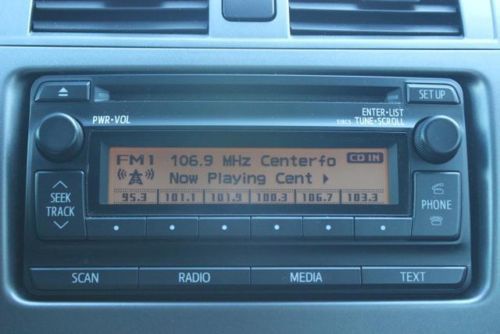 SET UP
PWR•VOL
ENTER•LIST
TUNE•SCROLL
FM1 106.9 MHz Centerfo CD IN
Now Playing Cent
95.3 101.1 101.9 100.3 106.7 103.3
SEEK
TRACK
PHONE
SCAN RADIO MEDIA TEXT